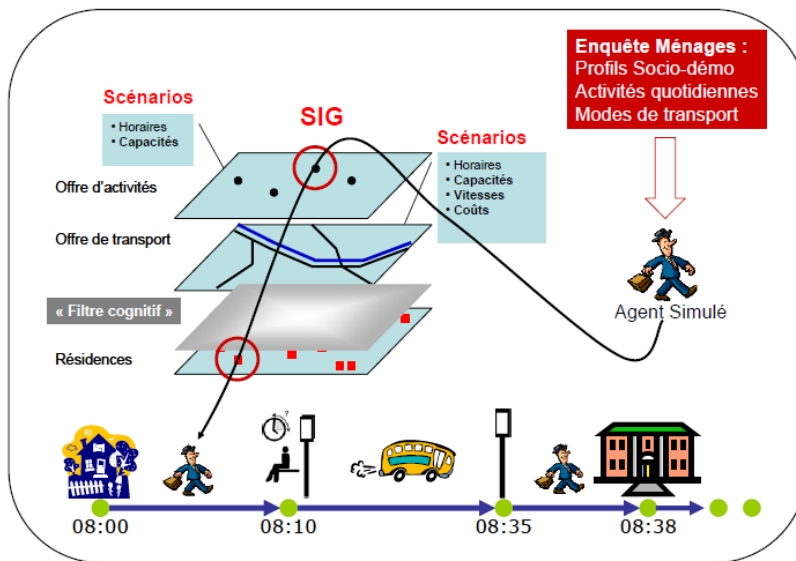 Enquête Ménages :
Profils Socio-démo
Activités quotidiennes
Modes de transport
Scénarios
SIG
• Horaires
• Capacités
Scénarios
• Horaires
• Capacités
• Vitesses
• Coûts
Offre d'activités
Offre de transport
« Filtre cognitif »
Résidences
Agent Simulé
?
08:00
08:10
08:35
08:38